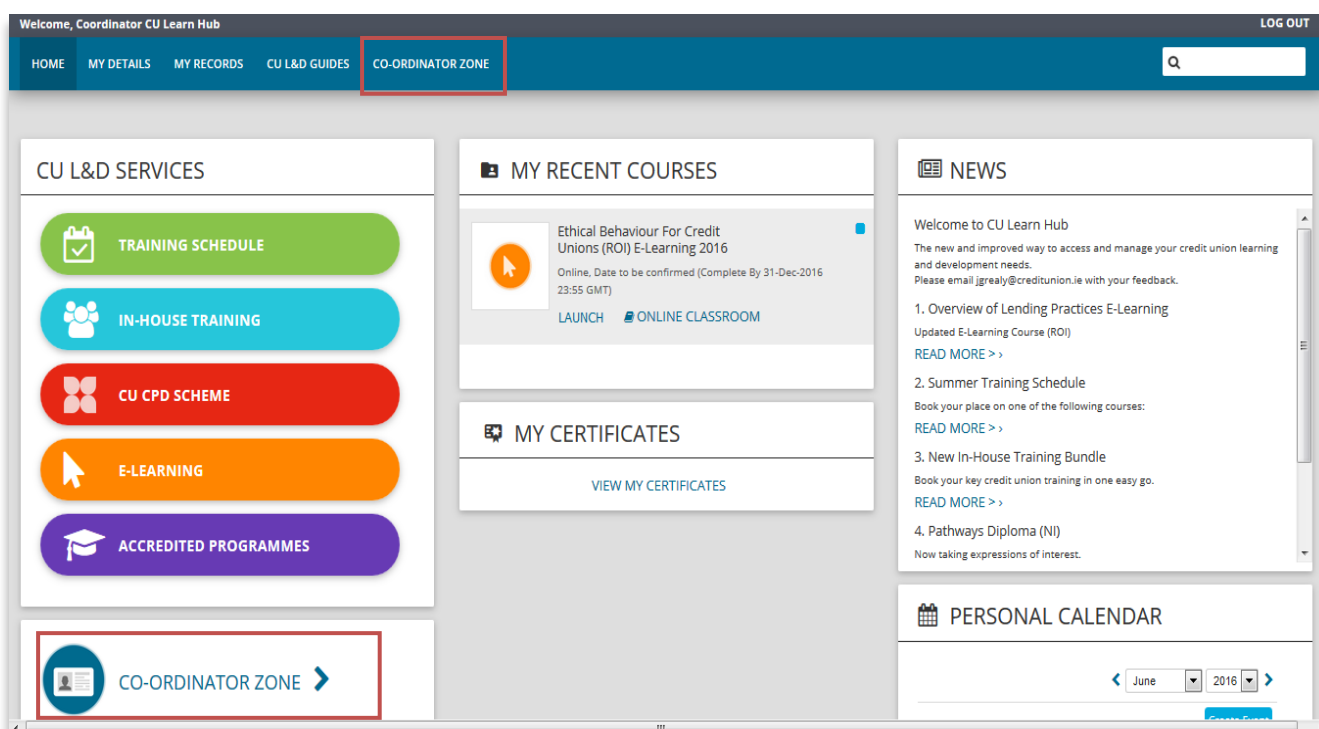 Welcome, Coordinator CU Learn Hub
LOG OUT
HOME MY DETAILS MY RECORDS CU L&D GUIDES CO-ORDINATOR ZONE
CU L&D SERVICES
TRAINING SCHEDULE
IN-HOUSE TRAINING
CU CPD SCHEME
E-LEARNING
ACCREDITED PROGRAMMES
CO-ORDINATOR ZONE
MY RECENT COURSES
Ethical Behaviour For Credit
Unions (ROI) E-Learning 2016
Online, Date to be confirmed (Complete By 31-Dec-2016
23:55 GMT)
LAUNCH ONLINE CLASSROOM
MY CERTIFICATES
VIEW MY CERTIFICATES
NEWS
Welcome to CU Learn Hub
The new and improved way to access and manage your credit union learning
and development needs.
Please email jgrealy@creditunion.ie with your feedback.
1. Overview of Lending Practices E-Learning
Updated E-Learning Course (ROI)
READ MORE > ›
2. Summer Training Schedule
Book your place on one of the following courses:
READ MORE > ›
3. New In-House Training Bundle
Book your key credit union training in one easy go.
READ MORE > ›
4. Pathways Diploma (NI)
Now taking expressions of interest.
PERSONAL CALENDAR
June 2016
Create Event